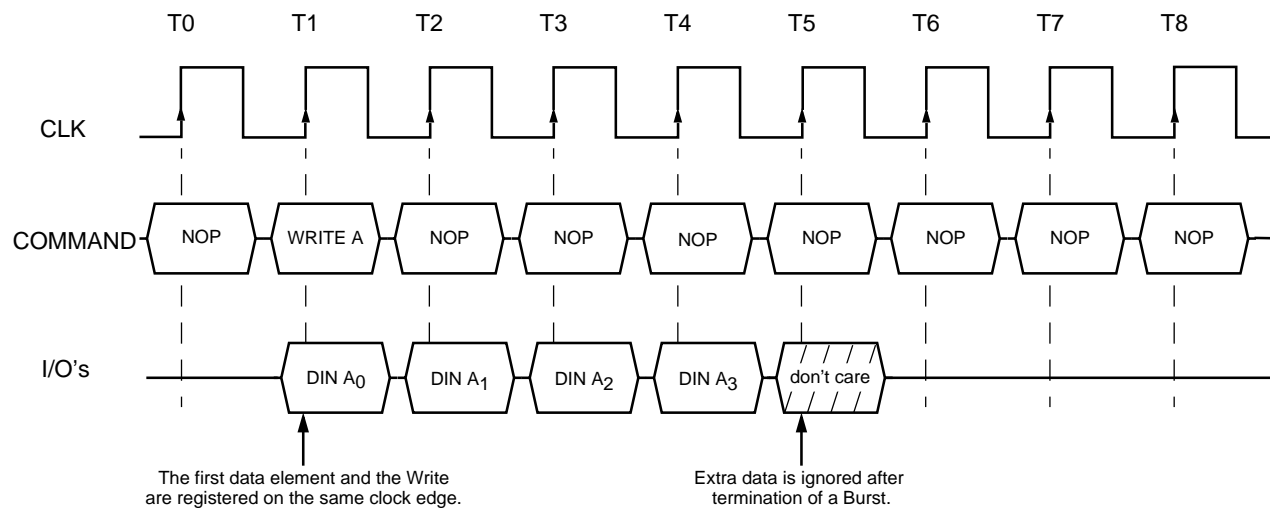 T0 T1 T2 T3 T4 T5 T6 T7 T8
CLK
COMMAND NOP WRITE A NOP NOP NOP NOP NOP NOP NOP
I/O's DIN A0 DIN A1 DIN A2 DIN A3 don't care
The first data element and the Write
are registered on the same clock edge.
Extra data is ignored after
termination of a Burst.